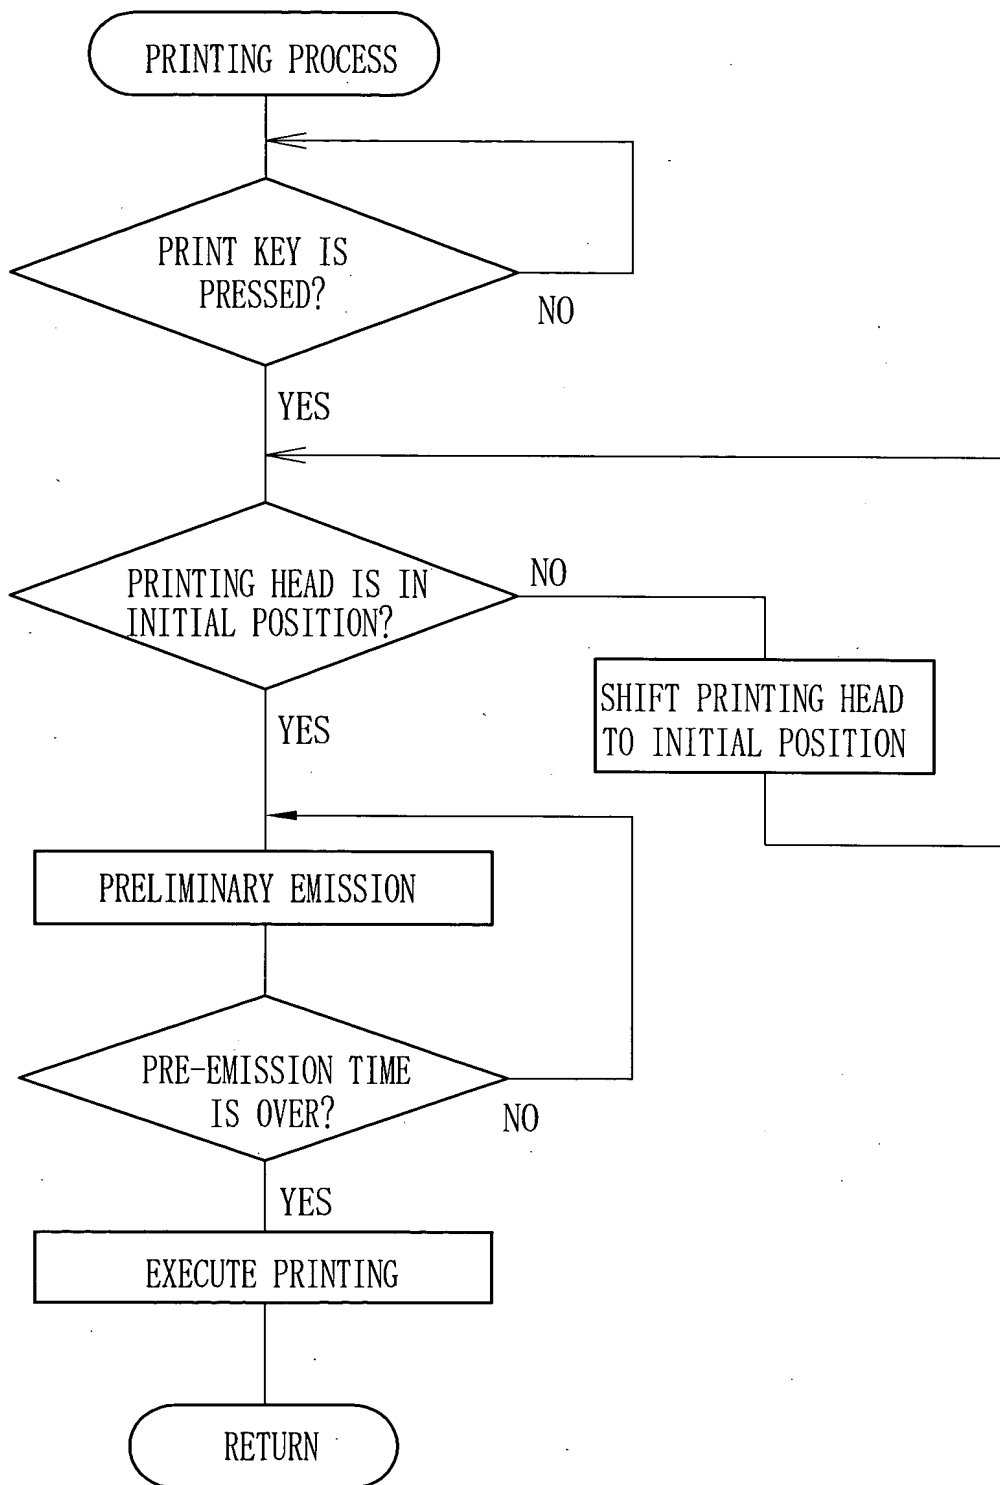 PRINTING PROCESS
PRINT KEY IS
PRESSED?
NO
YES
PRINTING HEAD IS IN
INITIAL POSITION?
NO
SHIFT PRINTING HEAD
TO INITIAL POSITION
YES
PRELIMINARY EMISSION
PRE-EMISSION TIME
IS OVER?
NO
YES
EXECUTE PRINTING
RETURN